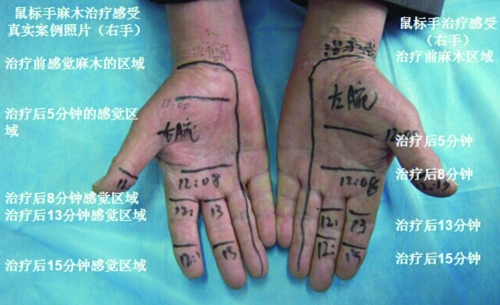 鼠标手麻木治疗感受
真实案例照片（右手）
治疗前感觉麻木的区域
治疗后5分钟的感觉区
域
治疗后8分钟感觉区域
治疗后13分钟感觉区域
治疗后15分钟感觉区域
12:00
右腕
12:08
12:
13
12:
15
鼠标手治疗感受
（右手）
治疗前麻木区域
治疗后5分钟
治疗后8分钟
治疗后13分钟
治疗后15分钟
左腕
12:08
12:
13
12:
15